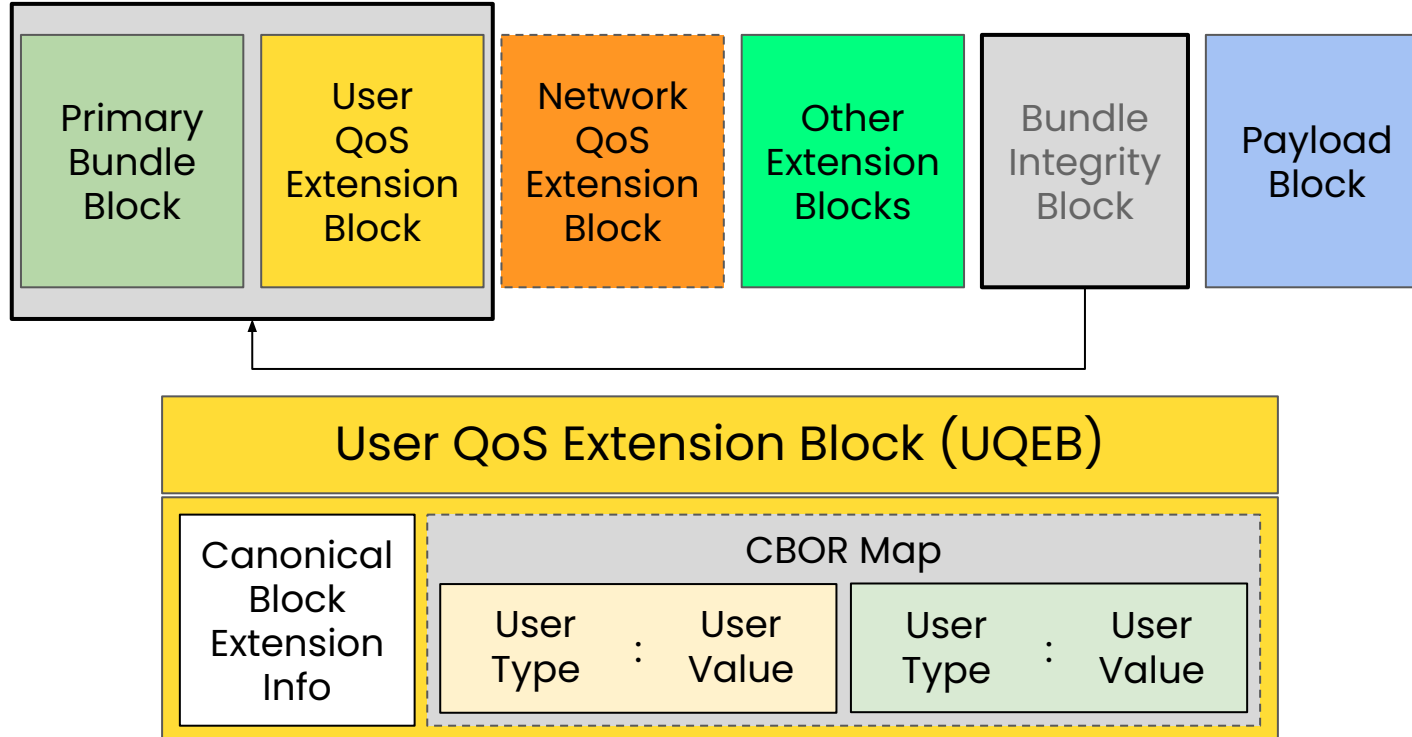 Primary
Bundle
Block
User
QoS
Extension
Block
Network
QoS
Extension
Block
Other
Extension
Blocks
Bundle
Integrity
Block
Payload
Block
User QoS Extension Block (UQEB)
Canonical
Block
Extension
Info
CBOR Map
User
Type
:
User
Value
User
Type
:
User
Value